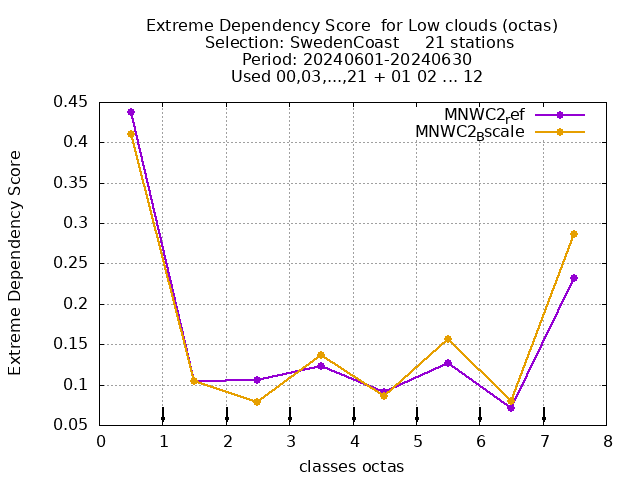 Extreme Dependency Score  for Low clouds (octas)
Selection: SwedenCoast     21 stations
Period: 20240601-20240630
Used 00,03,...,21 + 01 02 ... 12
MNWC2ref
MNWC2Bscale
Extreme Dependency Score
0.45
0.4
0.35
0.3
0.25
0.2
0.15
0.1
0.05
0 1 2 3 4 5 6 7 8
classes octas